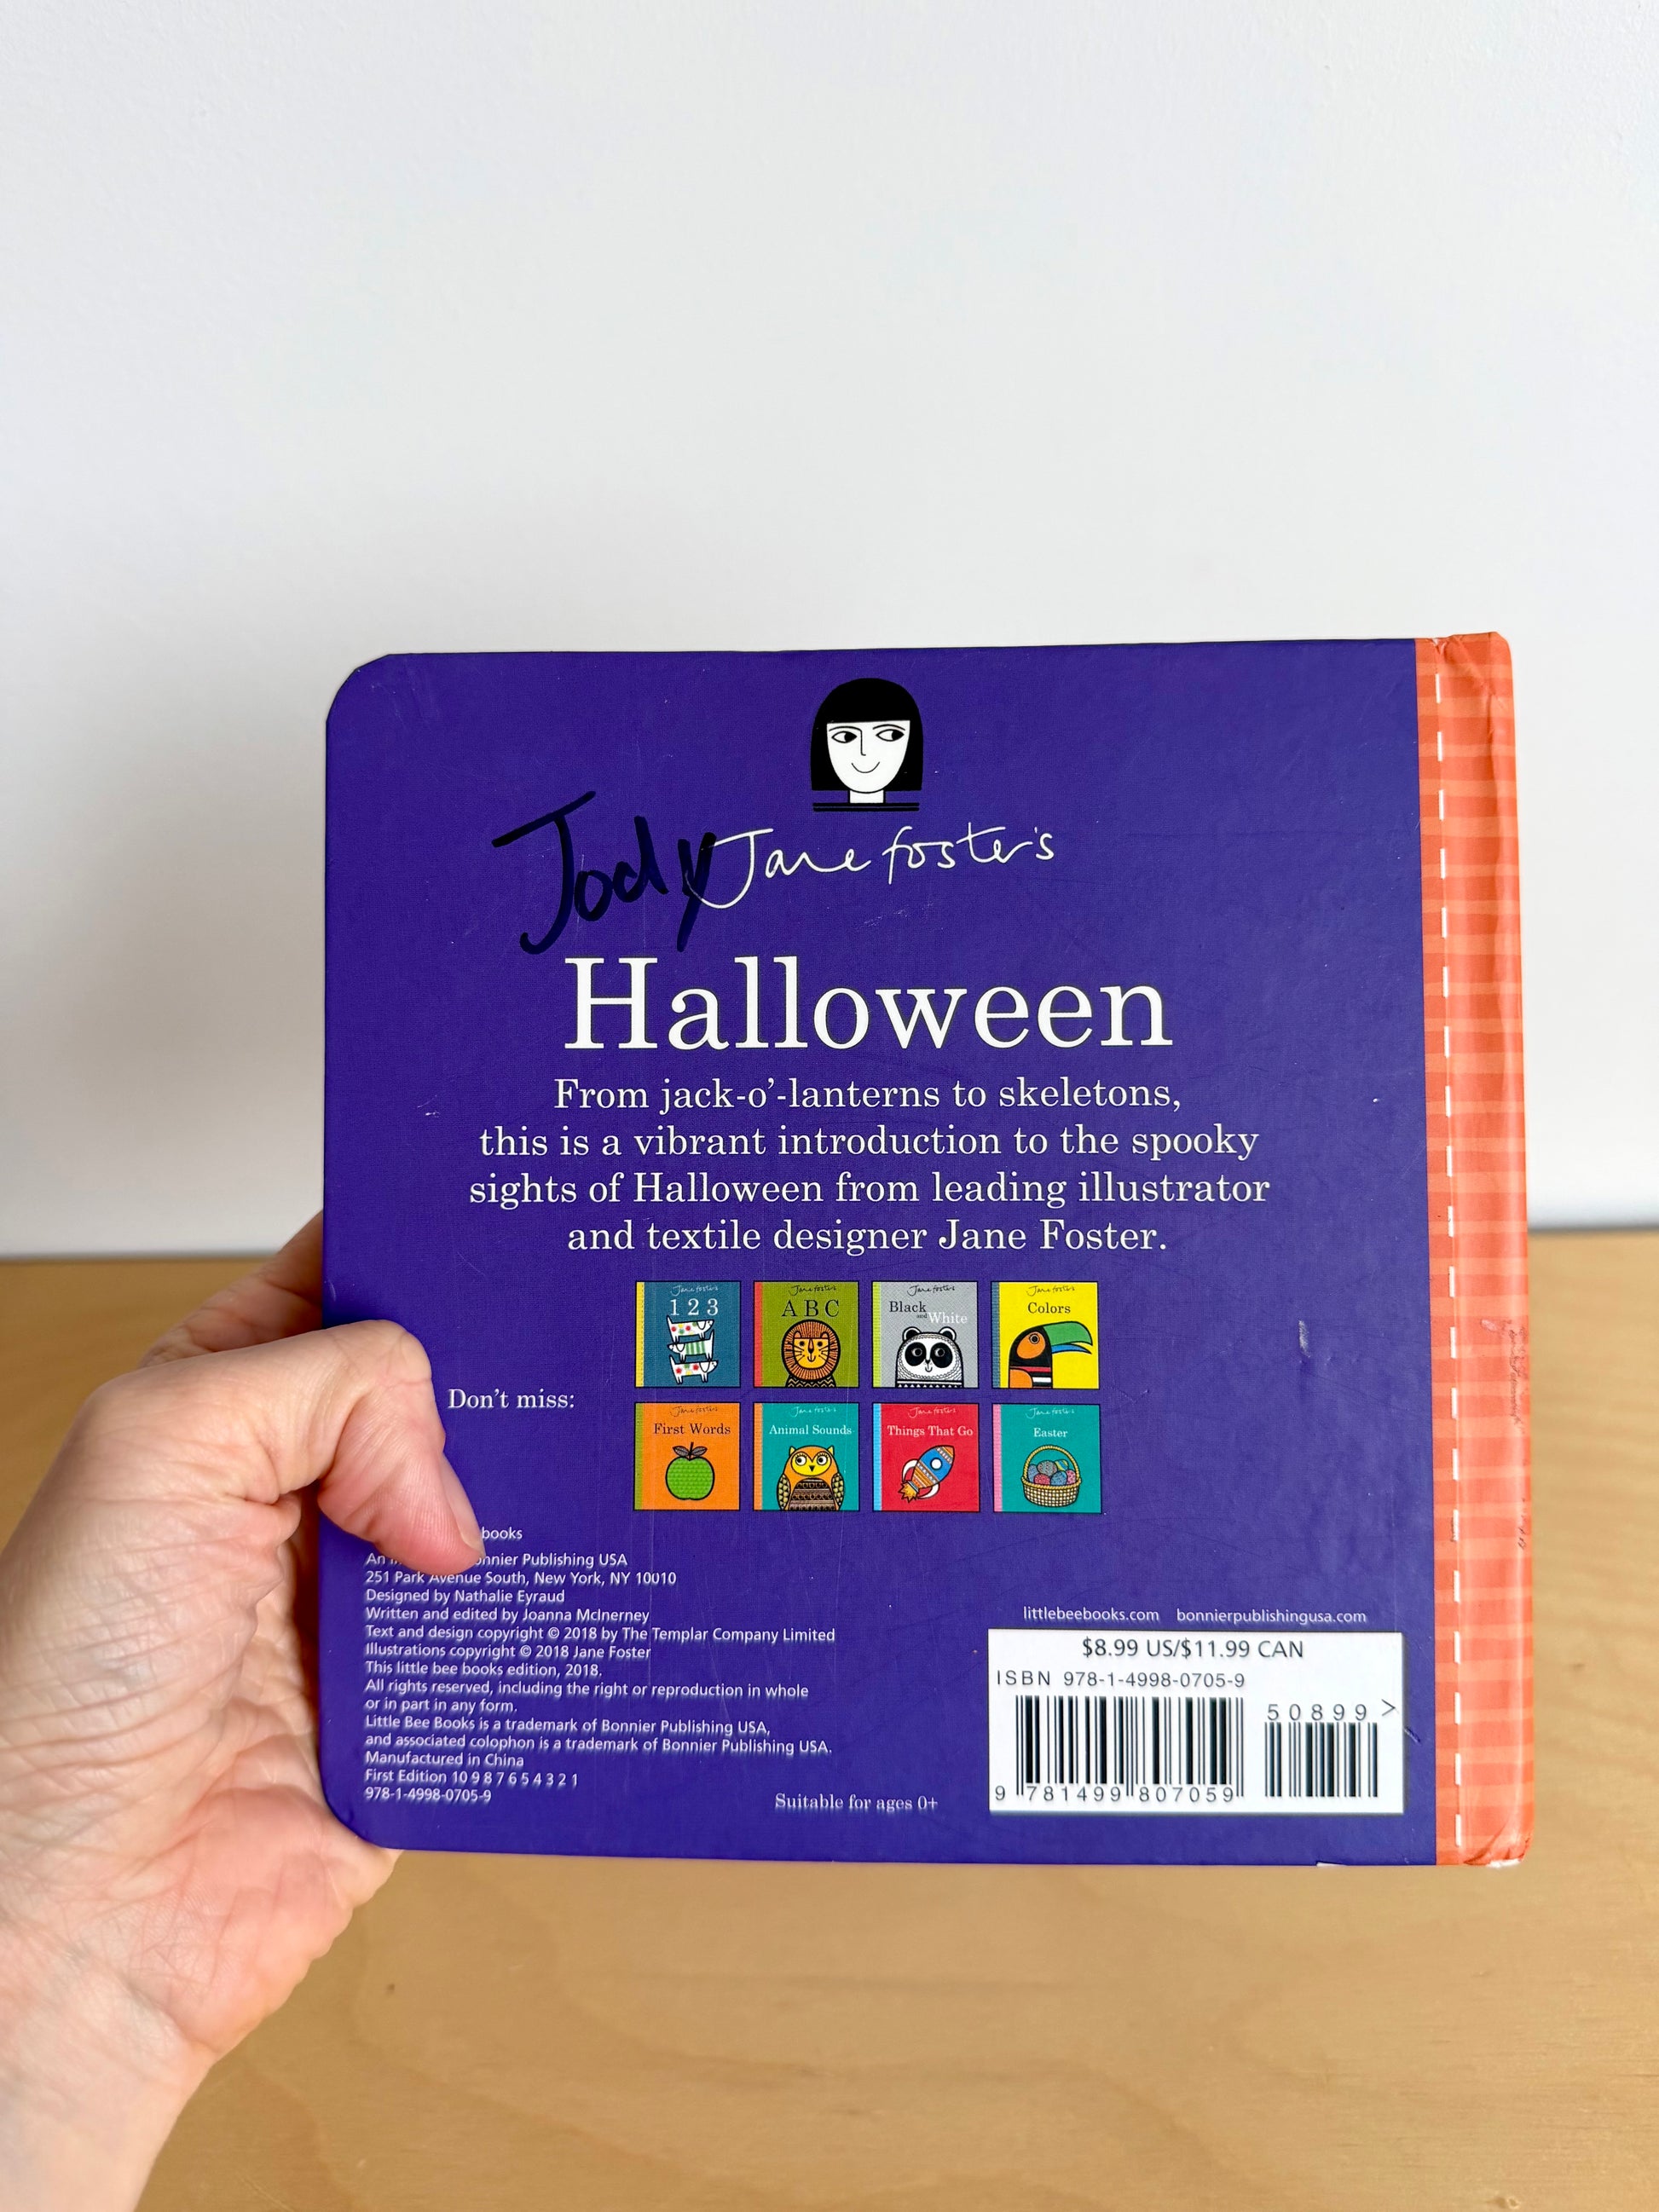 Jody
Jane foster's
Halloween
From jack-o'-lanterns to skeletons,
this is a vibrant introduction to the spooky
sights of Halloween from leading illustrator
and textile designer Jane Foster.
Jane foster's
1 2 3
Jane foster's
A B C
Jane foster's
Black
and White
Jane foster's
Colors
Don't miss:
Jane foster's
First Words
Jane foster's
Animal Sounds
Jane foster's
Things That Go
Jane foster's
Easter
books
An onnier Publishing USA
251 Park Avenue South, New York, NY 10010
Designed by Nathalie Eyraud
Written and edited by Joanna McInerney
Text and design copyright © 2018 by The Templar Company Limited
Illustrations copyright © 2018 Jane Foster
This little bee books edition, 2018.
All rights reserved, including the right or reproduction in whole
or in part in any form.
Little Bee Books is a trademark of Bonnier Publishing USA,
and associated colophon is a trademark of Bonnier Publishing USA.
Manufactured in China
First Edition 10 9 8 7 6 5 4 3 2 1
978-1-4998-0705-9
Suitable for ages 0+
littlebeebooks.com bonnierpublishingusa.com
$8.99 US/$11.99 CAN
ISBN 978-1-4998-0705-9
50899 >
9 781499 807059